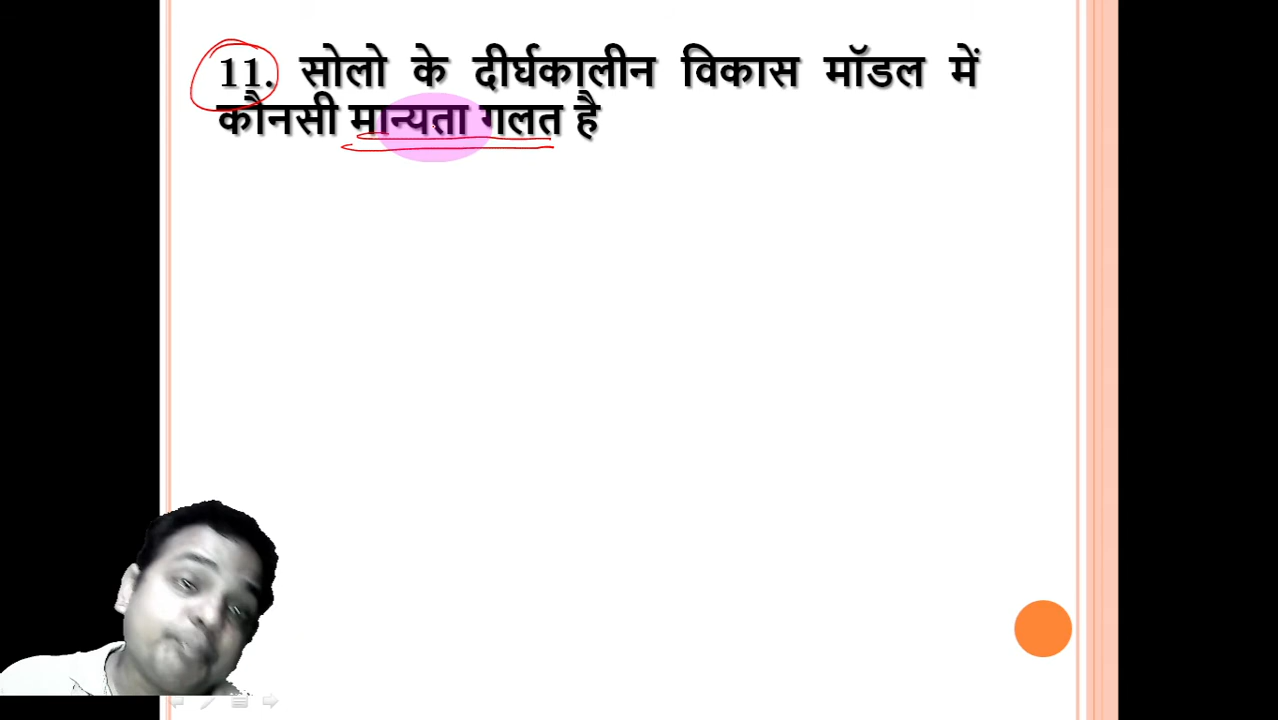 11. सोलो के दीर्घकालीन विकास मॉडल में
कौनसी मान्यता गलत है